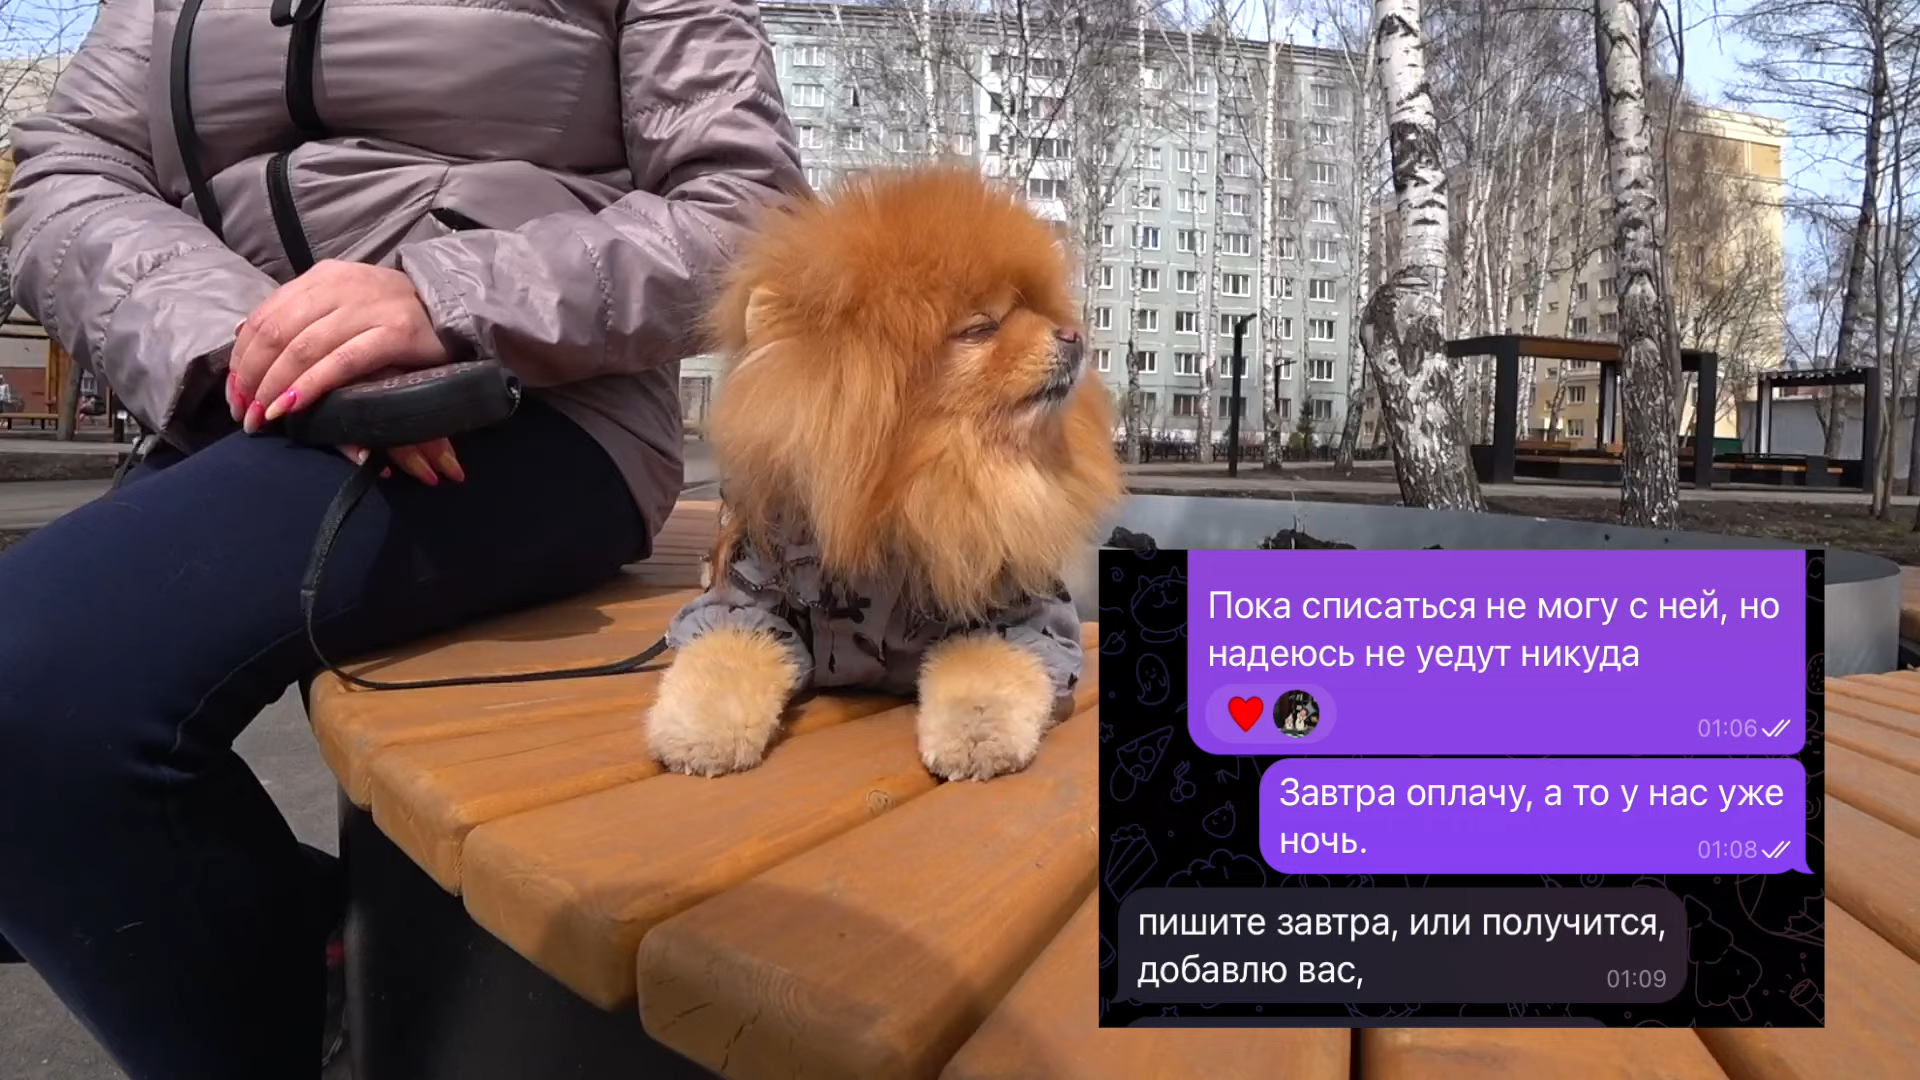 Пока списаться не могу с ней, но
надеюсь не уедут никуда
01:06
Завтра оплачу, а то у нас уже
ночь.
01:08
пишите завтра, или получится,
добавлю вас,
01:09